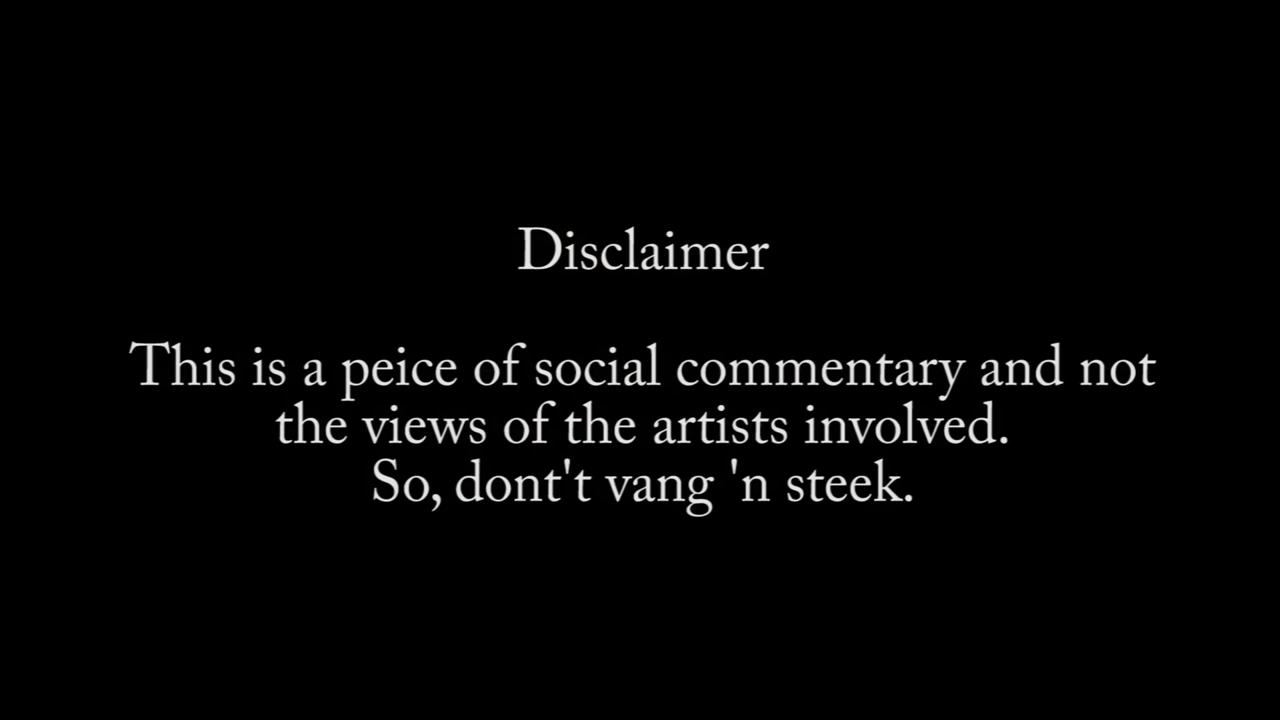 Disclaimer
This is a peice of social commentary and not
the views of the artists involved.
So, dont't vang 'n steek.